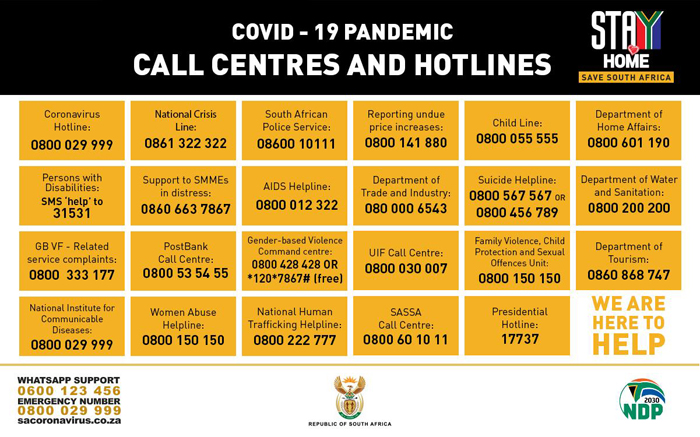 COVID - 19 PANDEMIC
CALL CENTRES AND HOTLINES
STAY
HOME
SAVE SOUTH AFRICA
Coronavirus
Hotline:
0800 029 999
National Crisis
Line:
0861 322 322
South African
Police Service:
08600 10111
Reporting undue
price increases:
0800 141 880
Child Line:
0800 055 555
Department of
Home Affairs:
0800 601 190
Persons with
Disabilities:
SMS 'help' to
31531
Support to SMMEs
in distress:
0860 663 7867
AIDS Helpline:
0800 012 322
Department of
Trade and Industry:
080 000 6543
Suicide Helpline:
0800 567 567 OR
0800 456 789
Department of Water
and Sanitation:
0800 200 200
GB VF - Related
service complaints:
0800 333 177
PostBank
Call Centre:
0800 53 54 55
Gender-based Violence
Command centre:
0800 428 428 OR
*120*7867# (free)
UIF Call Centre:
0800 030 007
Family Violence, Child
Protection and Sexual
Offences Unit:
0800 150 150
Department of
Tourism:
0860 868 747
National Institute for
Communicable
Diseases:
0800 029 999
Women Abuse
Helpline:
0800 150 150
National Human
Trafficking Helpline:
0800 222 777
SASSA
Call Centre:
0800 60 10 11
Presidential
Hotline:
17737
WE ARE
HERE TO
HELP
WHATSAPP SUPPORT
0600 123 456
EMERGENCY NUMBER
0800 029 999
sacoronavirus.co.za
REPUBLIC OF SOUTH AFRICA
2030
NDP